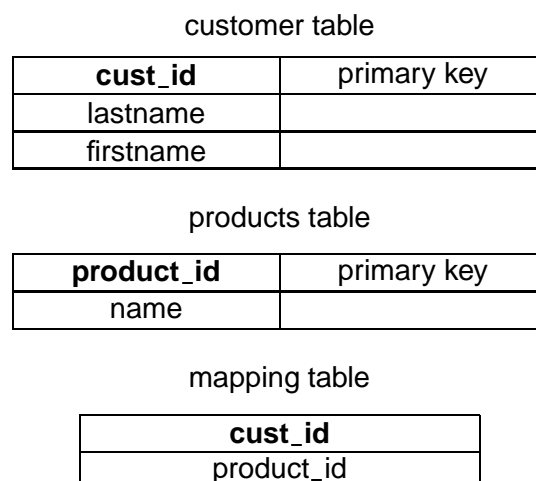 customer table
cust_id primary key
lastname
firstname
products table
product_id primary key
name
mapping table
cust_id
product_id